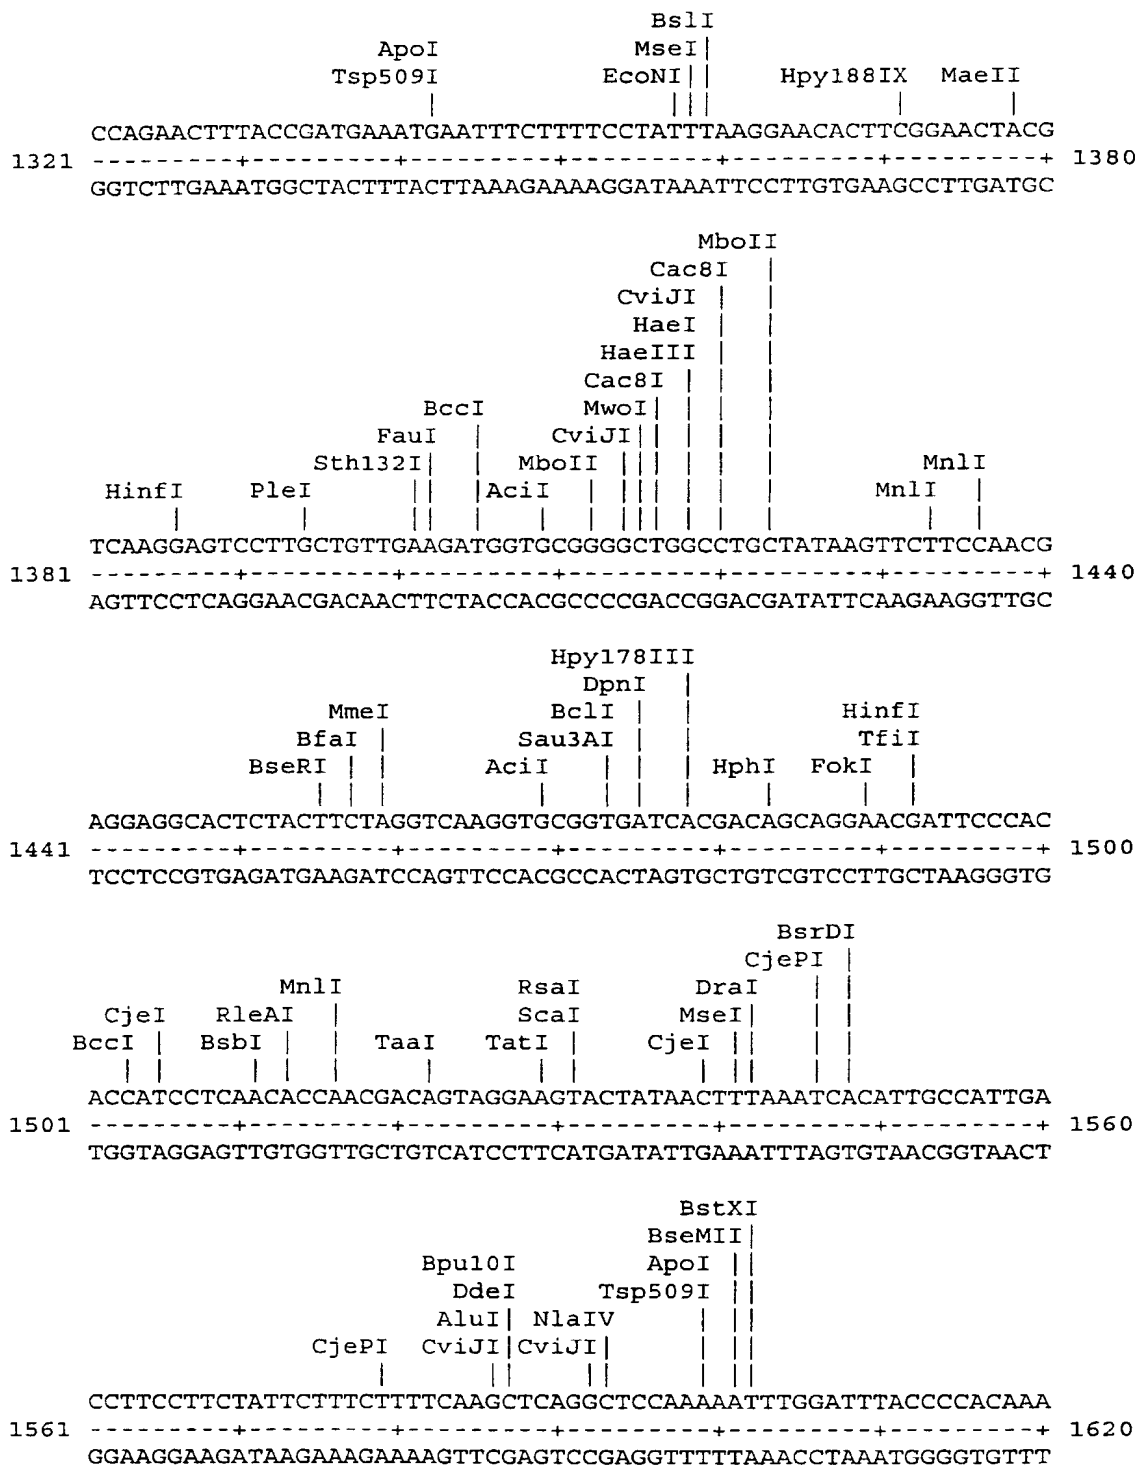 BslI
ApoI MseI|
Tsp509I EcoNI|| Hpy188IX MaeII
| ||| | |
CCAGAACTTTACCGATGAAATGAATTTCTTTTCCTATTTAAGGAACACTTCGGAACTACG
1321 ---------+---------+---------+---------+---------+---------+ 1380
GGTCTTGAAATGGCTACTTTACTTAAAGAAAAGGATAAATTCCTTGTGAAGCCTTGATGC
MboII
Cac8I |
CviJI | |
HaeI | |
HaeIII | |
Cac8I | | |
BccI MwoI| | | |
FauI | CviJI|| | | |
Sth132I| | MboII ||| | | | MnlI
HinfI PleI || | AciI | ||| | | | MnlI |
| | || | | | ||| | | | | |
TCAAGGAGTCCTTGCTGTTGAAGATGGTGCGGGGCTGGCCTGCTATAAGTTCTTCCAACG
1381 ---------+---------+---------+---------+---------+---------+ 1440
AGTTCCTCAGGAACGACAACTTCTACCACGCCCCGACCGGACGATATTCAAGAAGGTTGC
Hpy178III
DpnI |
MmeI BclI | | HinfI
BfaI | Sau3AI | | TfiI
BseRI | | AciI | | | HphI FokI |
| | | | | | | | | |
AGGAGGCACTCTACTTCTAGGTCAAGGTGCGGTGATCACGACAGCAGGAACGATTCCCAC
1441 ---------+---------+---------+---------+---------+---------+ 1500
TCCTCCGTGAGATGAAGATCCAGTTCCACGCCACTAGTGCTGTCGTCCTTGCTAAGGGTG
BsrDI
CjePI |
MnlI RsaI DraI | |
CjeI RleAI | ScaI MseI| | |
BccI | BsbI | | TaaI TatI | CjeI || | |
| | | | | | | | | || | |
ACCATCCTCAACACCAACGACAGTAGGAAGTACTATAACTTTAAATCACATTGCCATTGA
1501 ---------+---------+---------+---------+---------+---------+ 1560
TGGTAGGAGTTGTGGTTGCTGTCATCCTTCATGATATTGAAATTTAGTGTAACGGTAACT
BstXI
BseMII|
Bpu10I ApoI ||
DdeI Tsp509I ||
AluI| NlaIV | ||
CjePI CviJI|CviJI| | ||
| || || | ||
CCTTCCTTCTATTCTTTCTTTTCAAGCTCAGGCTCCAAAAATTTGGATTTACCCCACAAA
1561 ---------+---------+---------+---------+---------+---------+ 1620
GGAAGGAAGATAAGAAAGAAAAGTTCGAGTCCGAGGTTTTTAAACCTAAATGGGGTGTTT